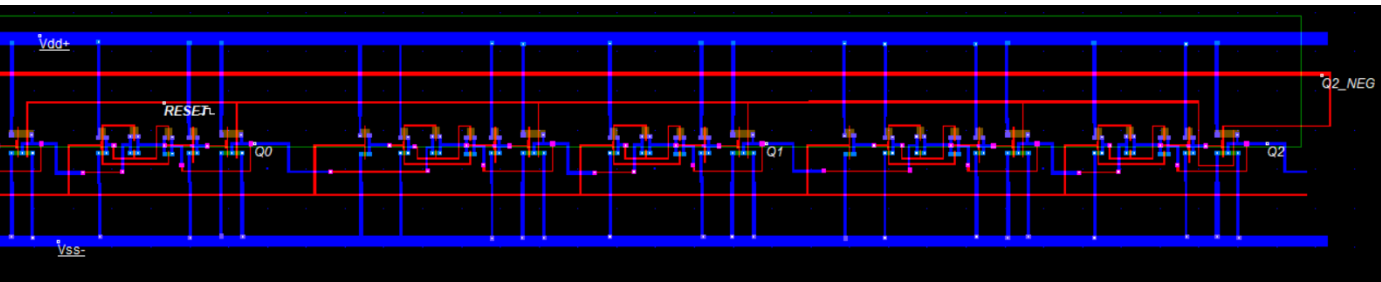 Vdd+
Q2_NEG
RESET
Q0
Q1
Q2
Vss-